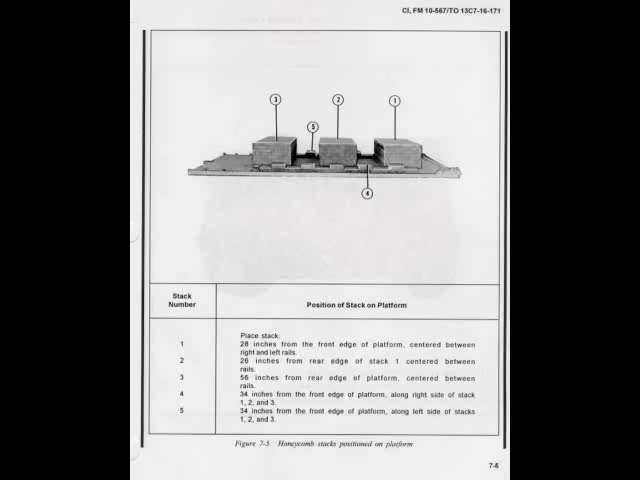 CI, FM 10-567/TO 13C7-16-171
3
2
1
5
4
Stack
Number
Position of Stack on Platform
Place stack:
1
28 inches from the front edge of platform, centered between
right and left rails.
2
26 inches from rear edge of stack 1 centered between
rails.
3
56 inches from rear edge of platform, centered between
rails.
4
34 inches from the front edge of platform, along right side of stack
1, 2, and 3.
5
34 inches from the front edge of platform, along left side of stacks
1, 2, and 3.
Figure 7-5. Honeycomb stacks positioned on platform
7-5